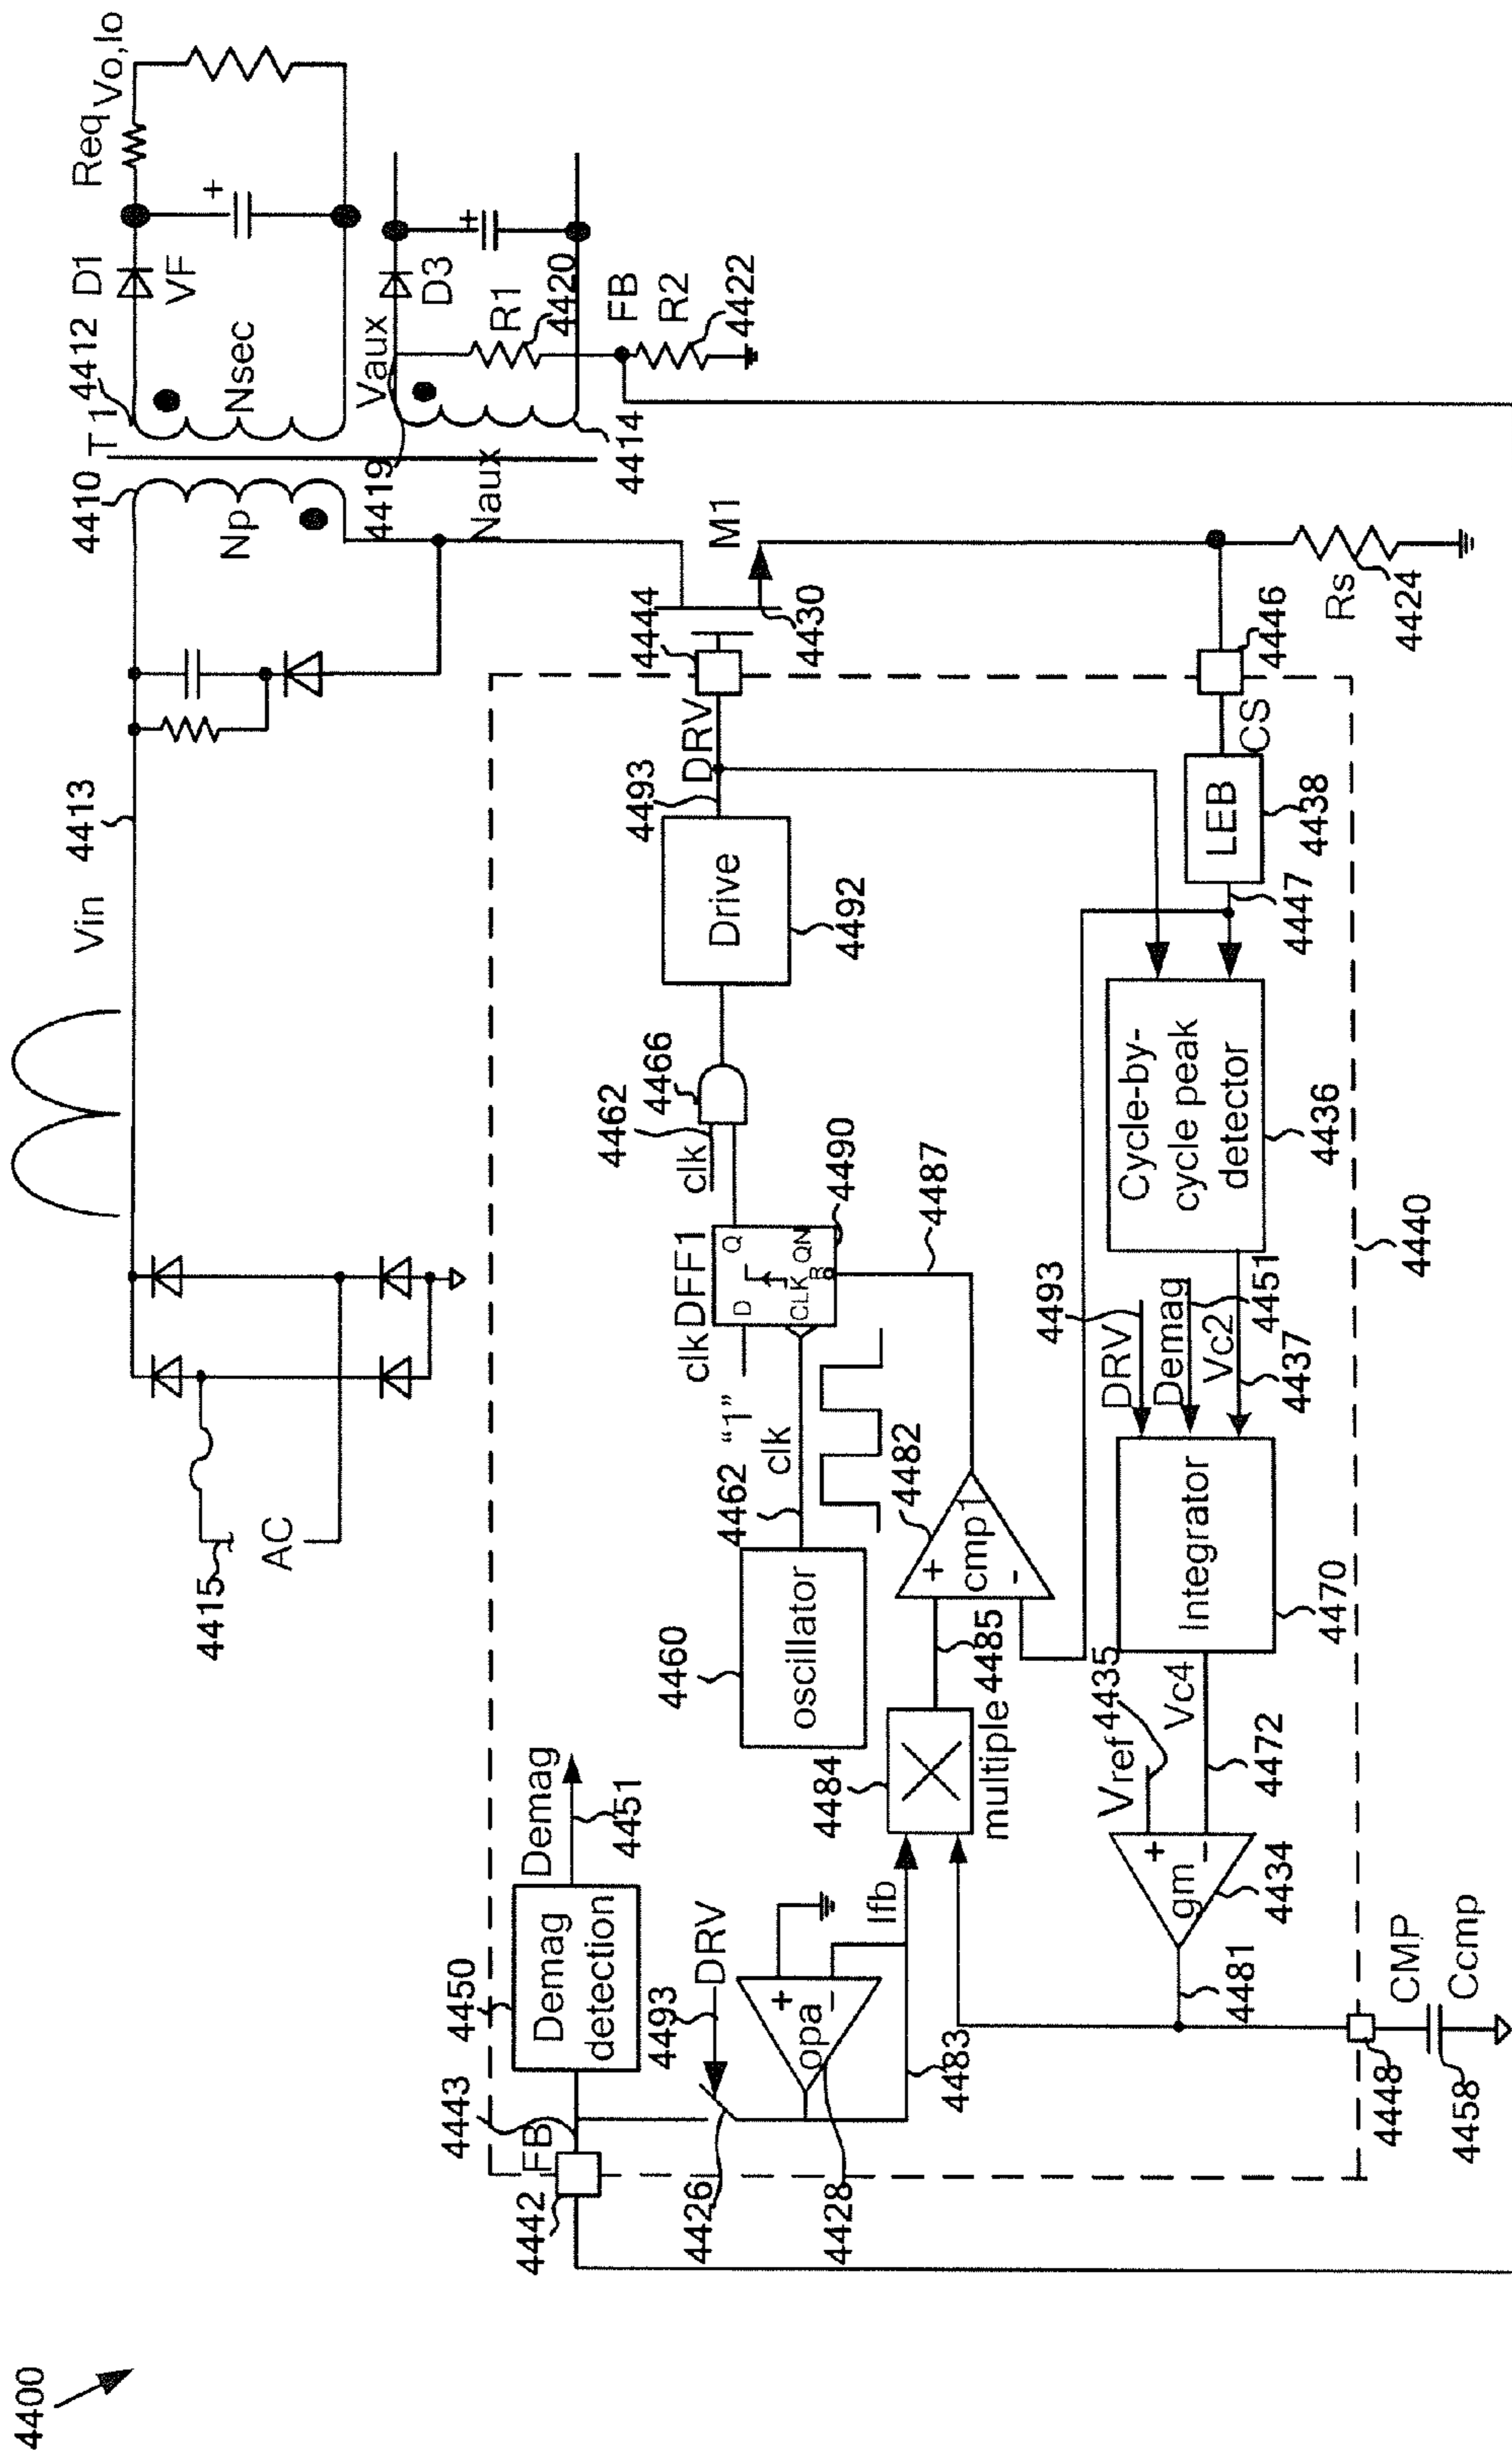 4400
4415
AC
Vin
4413
4410
Np
T1
4412
Nsec
D1
VF
Req
Vo,Io
4419
Vaux
Naux
4414
D3
R1
4420
FB
R2
4422
4442
FB
4443
4450
Demag
detection
Demag
4451
4426
4493
DRV
4428
opa
+
-
Ifb
4483
4484
multiple
4485
4460
oscillator
4462
clk
"1"
clk
DFF1
D
Q
CLK
QN
R
4490
4487
4482
+
cmp1
-
clk
4462
4466
Drive
4492
4493
DRV
4444
M1
4430
4446
CS
LEB
4438
4447
Rs
4424
Cycle-by-
cycle peak
detector
4436
4440
4493
DRV
Demag
4451
Vc2
4437
Integrator
4470
4435
Vref
Vc4
4472
+
-
gm
4434
4481
4448
CMP
Ccmp
4458